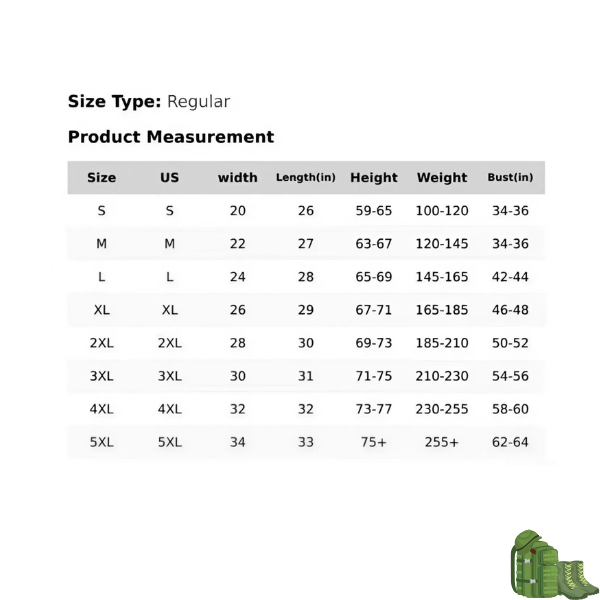 Size Type: Regular
Product Measurement
Size US width Length(in) Height Weight Bust(in)
S S 20 26 59-65 100-120 34-36
M M 22 27 63-67 120-145 34-36
L L 24 28 65-69 145-165 42-44
XL XL 26 29 67-71 165-185 46-48
2XL 2XL 28 30 69-73 185-210 50-52
3XL 3XL 30 31 71-75 210-230 54-56
4XL 4XL 32 32 73-77 230-255 58-60
5XL 5XL 34 33 75+ 255+ 62-64